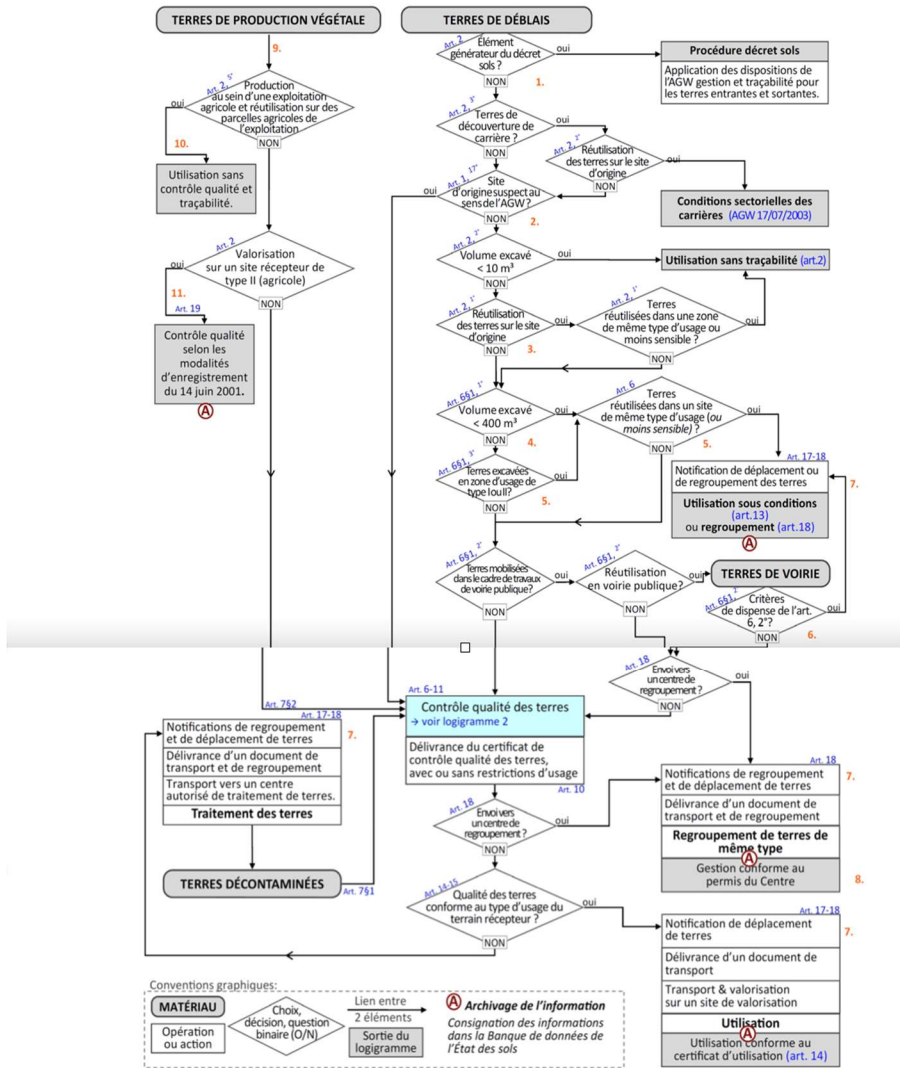 TERRES DE PRODUCTION VÉGÉTALE
TERRES DE DÉBLAIS
9.
Art. 2, 5°
Production
au sein d'une exploitation
agricole et réutilisation sur des
parcelles agricoles de
l'exploitation
oui
NON
10.
Utilisation sans
contrôle qualité et
traçabilité.
Art. 2
Valorisation
sur un site récepteur de
type II (agricole)
oui
NON
11.
Art. 19
Contrôle qualité
selon les
modalités
d'enregistrement
du 14 juin 2001.
A
Art. 2
Élément
générateur du décret
sols ?
oui
NON
1.
Procédure décret sols
Application des dispositions de
l'AGW gestion et traçabilité pour
les terres entrantes et sortantes.
Art. 2, 3°
Terres de
découverte de
carrière ?
oui
NON
Art. 2, 2°
Réutilisation
des terres sur le site
d'origine
oui
NON
Conditions sectorielles des
carrières (AGW 17/07/2003)
Art. 1, 17°
Site
d'origine suspect au
sens de l'AGW?
oui
NON
2.
Art. 2, 1°
Volume excavé
< 10 m³
oui
NON
Utilisation sans traçabilité (art.2)
Art. 2, 1°
Réutilisation
des terres sur le site
d'origine
oui
NON
3.
Art. 2, 1°
Terres
réutilisées dans une zone
de même type d'usage ou
moins sensible ?
oui
NON
Art. 6§1, 1°
Volume excavé
< 400 m³
oui
NON
4.
Art. 6
Terres
réutilisées dans un site
de même type d'usage (ou
moins sensible) ?
oui
NON
5.
Art. 6§1, 3°
Terres excavées
en zone d'usage de
type I ou II?
oui
NON
5.
Art. 17-18
Notification de déplacement ou
de regroupement des terres
7.
Utilisation sous conditions
(art.13)
ou regroupement (art.18)
A
Art. 6§1, 2°
Terres mobilisées
dans le cadre de travaux
de voirie publique?
oui
NON
Art. 6§1, 2°
Réutilisation
en voirie publique?
oui
NON
TERRES DE VOIRIE
Art. 6§1, 2°
Critères
de dispense de l'art.
6, 2°?
oui
NON
6.
Art. 18
Envoi vers
un centre de
regroupement ?
oui
NON
Art. 6-11
Contrôle qualité des terres
→ voir logigramme 2
Délivrance du certificat de
contrôle qualité des terres,
avec ou sans restrictions d'usage
Art. 10
Art. 7§2
Art. 17-18
Notifications de regroupement
et de déplacement de terres
7.
Délivrance d'un document de
transport et de regroupement
Transport vers un centre
autorisé de traitement de terres.
Traitement des terres
TERRES DÉCONTAMINÉES
Art. 7§1
Art. 18
Envoi vers
un centre de
regroupement ?
oui
NON
Art. 18
Notifications de regroupement
et de déplacement de terres
7.
Délivrance d'un document de
transport et de regroupement
Regroupement de terres de
même type
A
Gestion conforme au
permis du Centre
8.
Art. 14-15
Qualité des terres
conforme au type d'usage du
terrain récepteur ?
oui
NON
Art. 17-18
Notification de déplacement
de terres
7.
Délivrance d'un document de
transport
Transport & valorisation
sur un site de valorisation
Utilisation
A
Utilisation conforme au
certificat d'utilisation (art. 14)
Conventions graphiques:
MATÉRIAU
Opération
ou action
Choix,
décision, question
binaire (O/N)
Lien entre
2 éléments
Sortie du
logigramme
A Archivage de l'information
Consignation des informations
dans la Banque de données de
l'État des sols